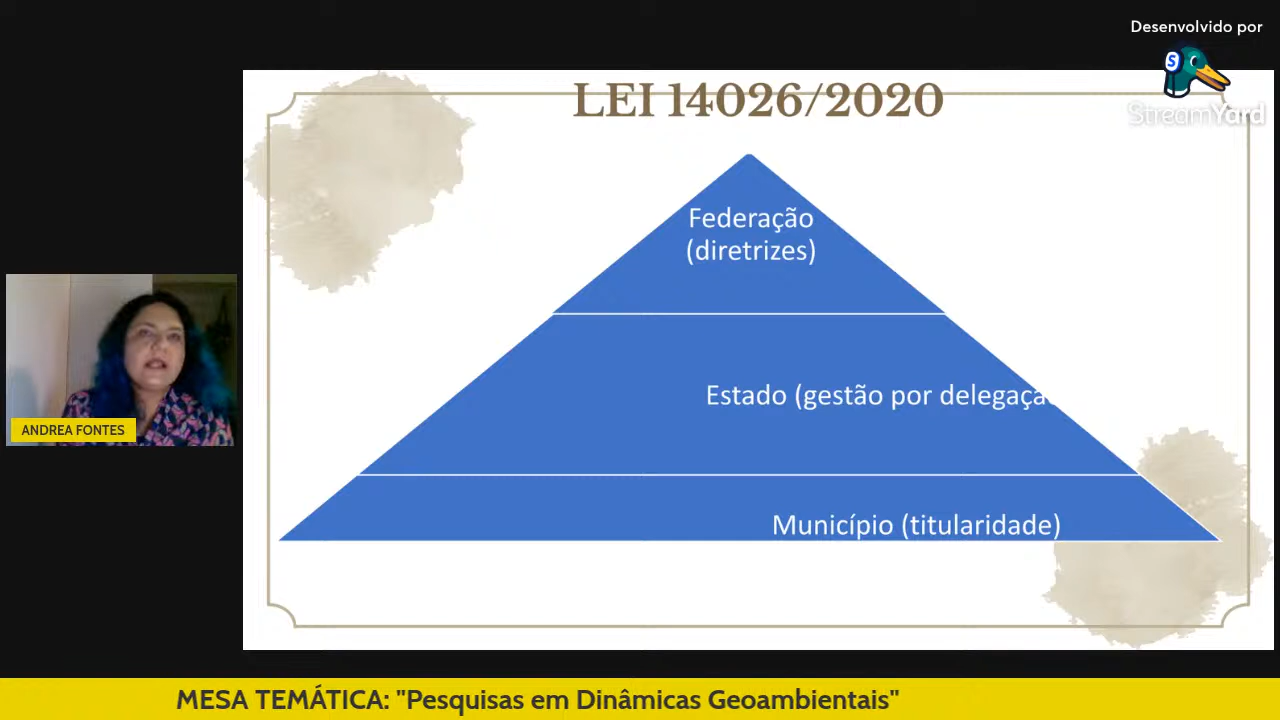 Desenvolvido por
S
StreamYard
LEI 14026/2020
Federação
(diretrizes)
Estado (gestão por delegaçã
Município (titularidade)
ANDREA FONTES
MESA TEMÁTICA: "Pesquisas em Dinâmicas Geoambientais"